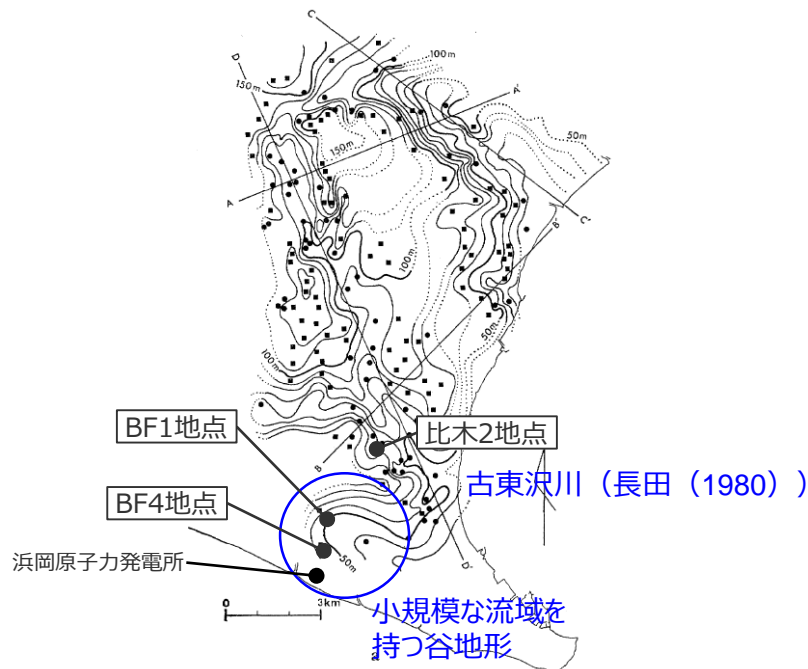 C
100m
D
150m
A'
50m
150m
A
C'
B'
100m
50m
100m
BF1地点
比木2地点
B
古東沢川（長田（1980））
BF4地点
D'
50m
浜岡原子力発電所
0
3km
小規模な流域を
持つ谷地形